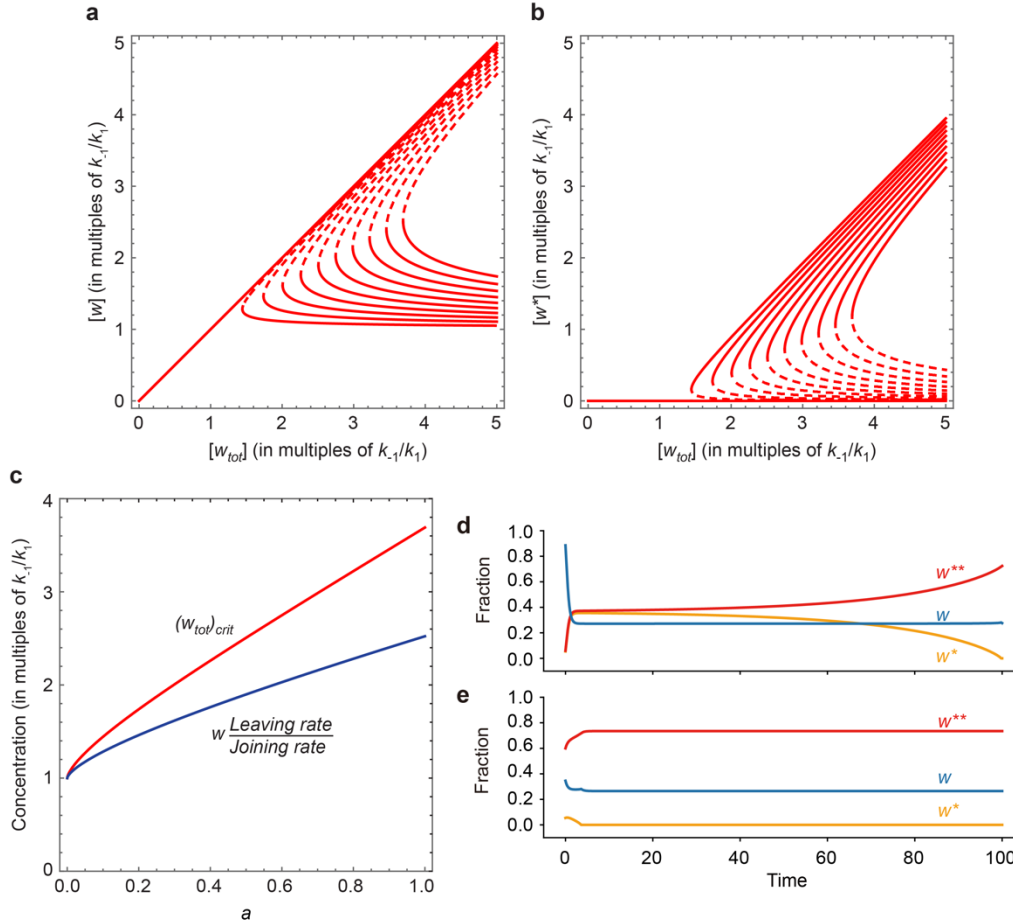 a
5
4
3
2
1
0
0 1 2 3 4 5
[w] (in multiples of k-1/k1)
[wtot] (in multiples of k-1/k1)
b
5
4
3
2
1
0
0 1 2 3 4 5
[w*] (in multiples of k-1/k1)
[wtot] (in multiples of k-1/k1)
c
4
3
2
1
0
0.0 0.2 0.4 0.6 0.8 1.0
Concentration (in multiples of k-1/k1)
a
(wtot)crit
w Leaving rate
Joining rate
d
1.0
0.8
0.6
0.4
0.2
0.0
Fraction
w**
w
w*
e
1.0
0.8
0.6
0.4
0.2
0.0
Fraction
w**
w
w*
0 20 40 60 80 100
Time